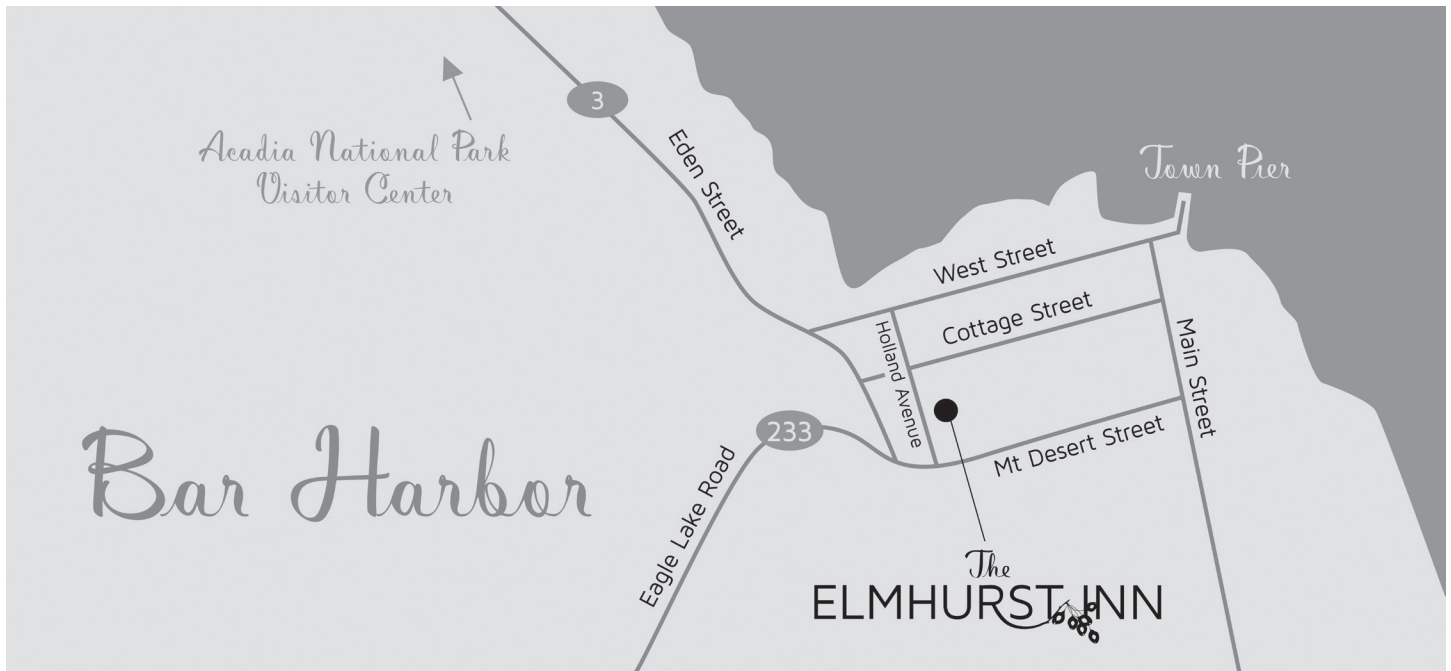 3
Acadia National Park
Visitor Center
Eden Street
Town Pier
West Street
Cottage Street
Holland Avenue
Main Street
233
Mt Desert Street
Bar Harbor
Eagle Lake Road
The
ELMHURST INN